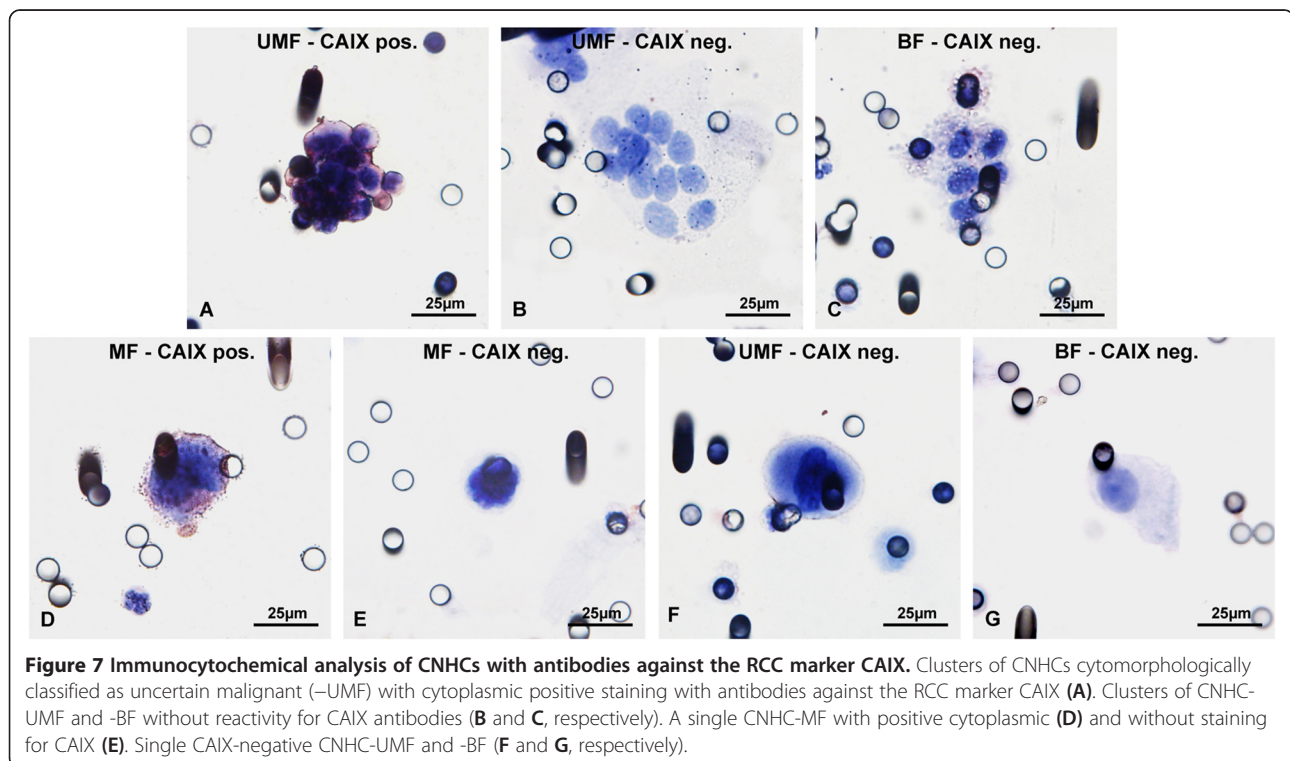 UMF - CAIX pos.
UMF - CAIX neg.
BF - CAIX neg.
A
25µm
B
25µm
C
25µm
MF - CAIX pos.
MF - CAIX neg.
UMF - CAIX neg.
BF - CAIX neg.
D
25µm
E
25µm
F
25µm
G
25µm
Figure 7 Immunocytochemical analysis of CNHCs with antibodies against the RCC marker CAIX. Clusters of CNHCs cytomorphologically
classified as uncertain malignant (−UMF) with cytoplasmic positive staining with antibodies against the RCC marker CAIX (A). Clusters of CNHC-
UMF and -BF without reactivity for CAIX antibodies (B and C, respectively). A single CNHC-MF with positive cytoplasmic (D) and without staining
for CAIX (E). Single CAIX-negative CNHC-UMF and -BF (F and G, respectively).